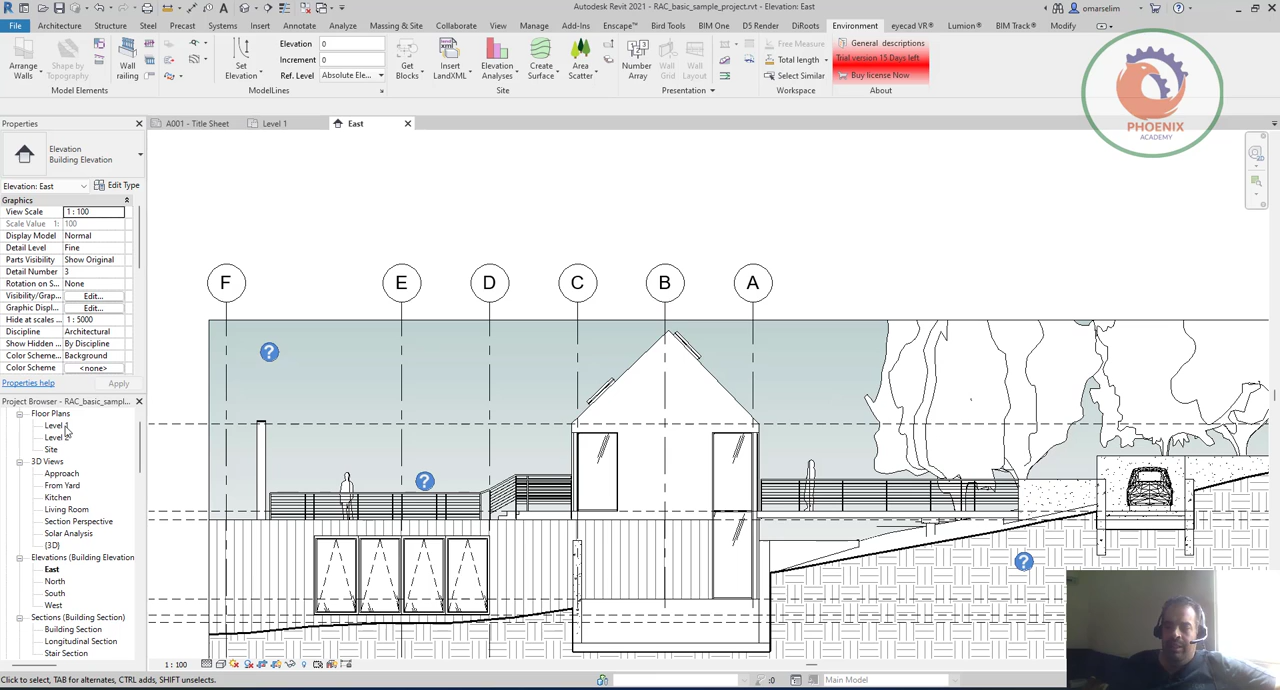 Autodesk Revit 2021 - RAC_basic_sample_project.rvt - Elevation: East
omarselim
File Architecture Structure Steel Precast Systems Insert Annotate Analyze Massing & Site Collaborate View Manage Add-Ins Enscape™ Bird Tools BIM One D5 Render DiRoots Environment eyecad VR® Lumion® BIM Track® Modify
Arrange Walls
Shape by Topography
Wall railing
Model Elements
Set Elevation
Elevation 0
Increment 0
Ref. Level Absolute Ele...
ModelLines
Get Blocks
Insert LandXML
Elevation Analyses
Create Surface
Area Scatter
Site
Number Array
Wall Grid
Wall Layout
Presentation
Free Measure
Total length
Select Similar
Workspace
General descriptions
Trial version 15 Days left
Buy license Now
About
PHOENIX
ACADEMY
Properties
A001 - Title Sheet
Level 1
East
Elevation
Building Elevation
Elevation: East
Edit Type
Graphics
View Scale 1 : 100
Scale Value 1: 100
Display Model Normal
Detail Level Fine
Parts Visibility Show Original
Detail Number 3
Rotation on S... None
Visibility/Grap... Edit...
Graphic Displ... Edit...
Hide at scales ... 1 : 5000
Discipline Architectural
Show Hidden ... By Discipline
Color Scheme... Background
Color Scheme <none>
Properties help
Apply
Project Browser - RAC_basic_sampl...
Floor Plans
Level 1
Level
Site
3D Views
Approach
From Yard
Kitchen
Living Room
Section Perspective
Solar Analysis
{3D}
Elevations (Building Elevation
East
North
South
West
Sections (Building Section)
Building Section
Longitudinal Section
Stair Section
F E D C B A
?
?
?
1 : 100
Click to select, TAB for alternates, CTRL adds, SHIFT unselects.
:0
Main Model